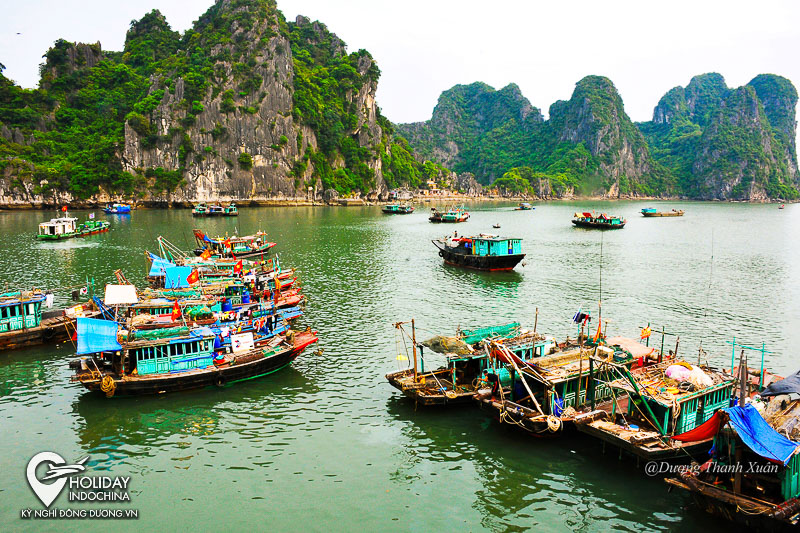 @Dương Thanh Xuân
HOLIDAY
INDOCHINA
KỲ NGHỈ ĐÔNG DƯƠNG VN